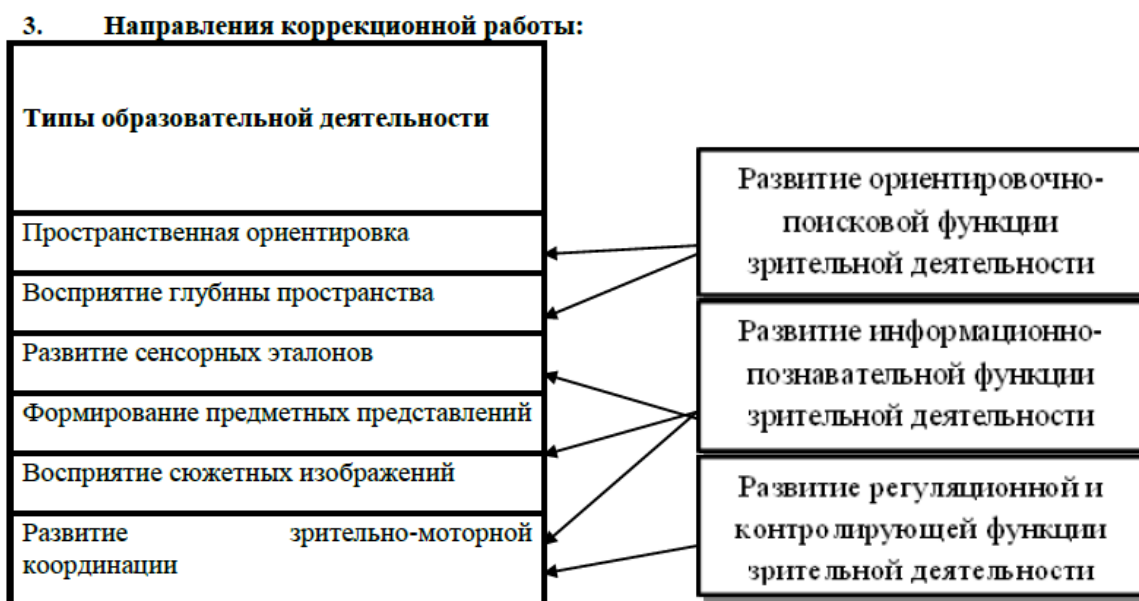 3. Направления коррекционной работы:
Типы образовательной деятельности
Пространственная ориентировка
Восприятие глубины пространства
Развитие сенсорных эталонов
Формирование предметных представлений
Восприятие сюжетных изображений
Развитие зрительно-моторной
координации
Развитие ориентировочно-
поисковой функции
зрительной деятельности
Развитие информационно-
познавательной функции
зрительной деятельности
Развитие регуляционной и
контролирующей функции
зрительной деятельности